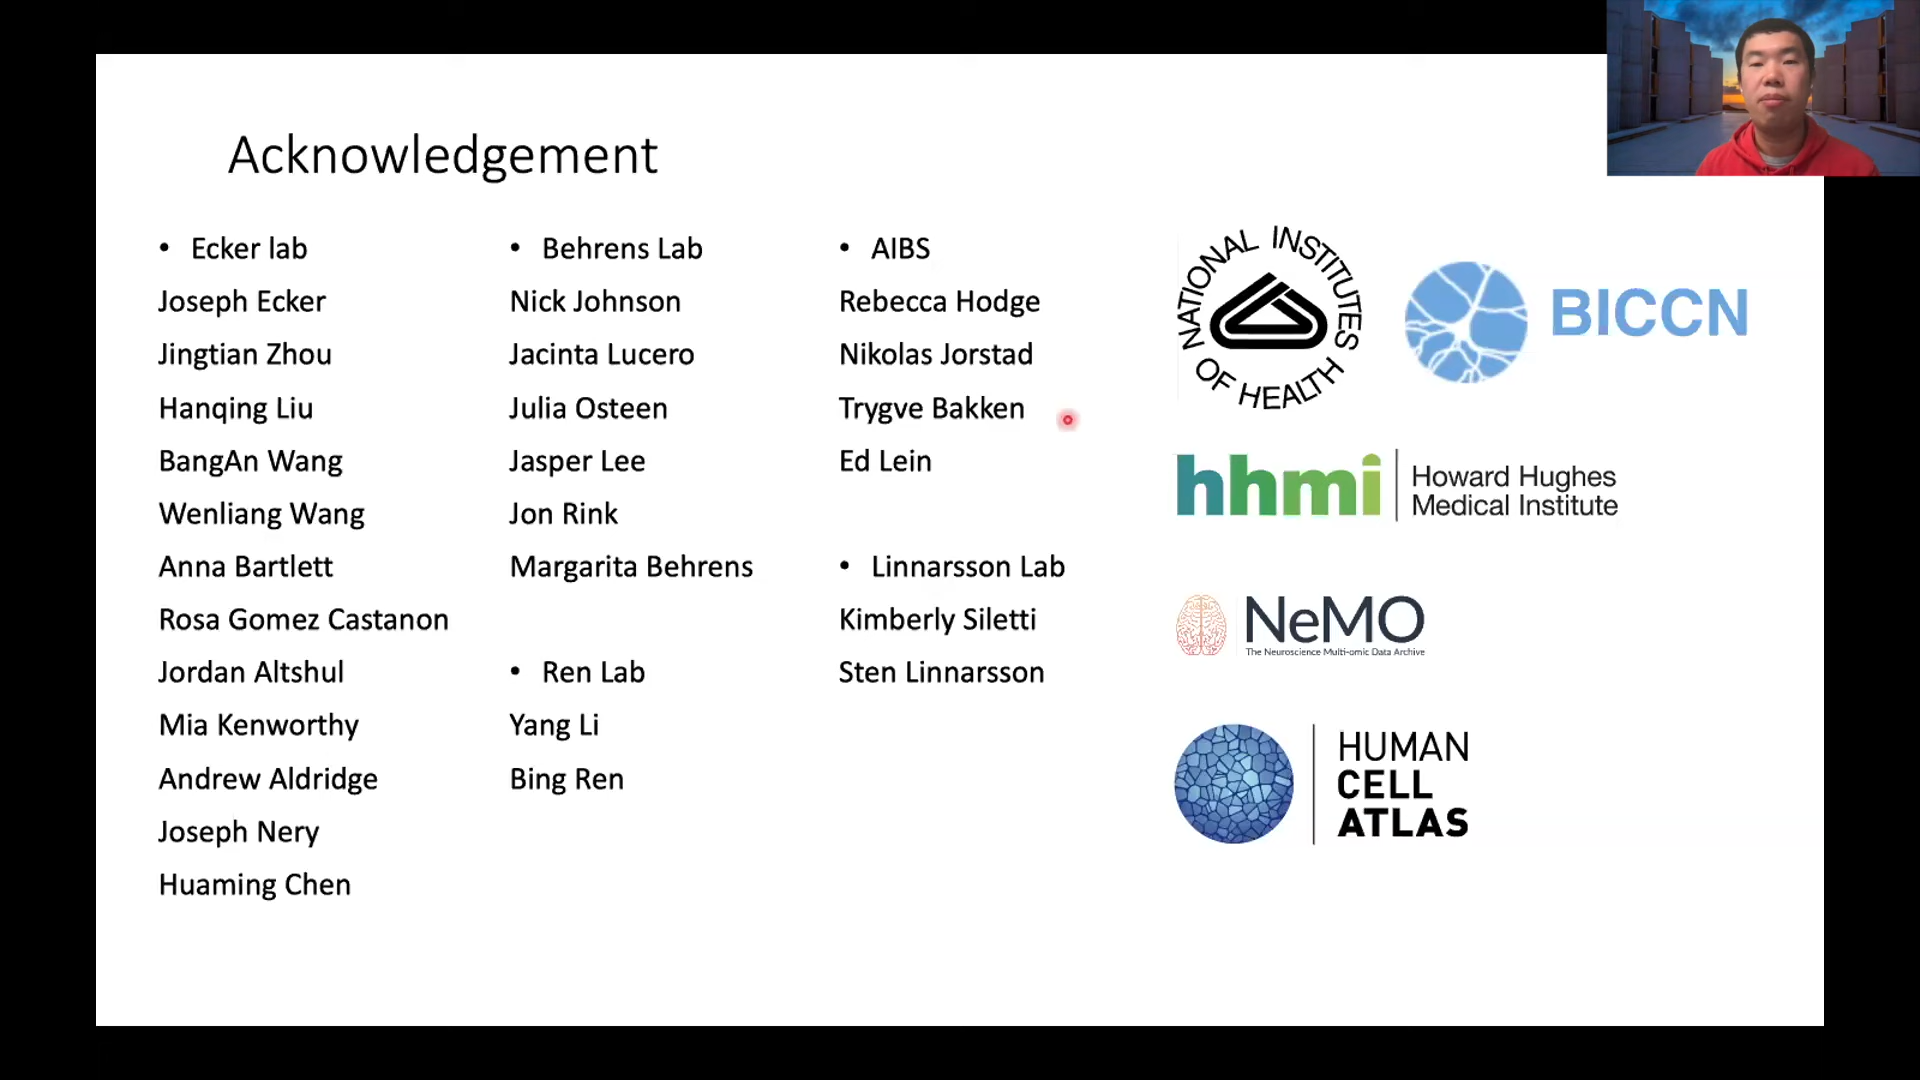 Acknowledgement
• Ecker lab
Joseph Ecker
Jingtian Zhou
Hanqing Liu
BangAn Wang
Wenliang Wang
Anna Bartlett
Rosa Gomez Castanon
Jordan Altshul
Mia Kenworthy
Andrew Aldridge
Joseph Nery
Huaming Chen
• Behrens Lab
Nick Johnson
Jacinta Lucero
Julia Osteen
Jasper Lee
Jon Rink
Margarita Behrens
• Ren Lab
Yang Li
Bing Ren
• AIBS
Rebecca Hodge
Nikolas Jorstad
Trygve Bakken
Ed Lein
• Linnarsson Lab
Kimberly Siletti
Sten Linnarsson
NATIONAL INSTITUTES
OF HEALTH
BICCN
hhmi
Howard Hughes
Medical Institute
NeMO
The Neuroscience Multi-omic Data Archive
HUMAN
CELL
ATLAS